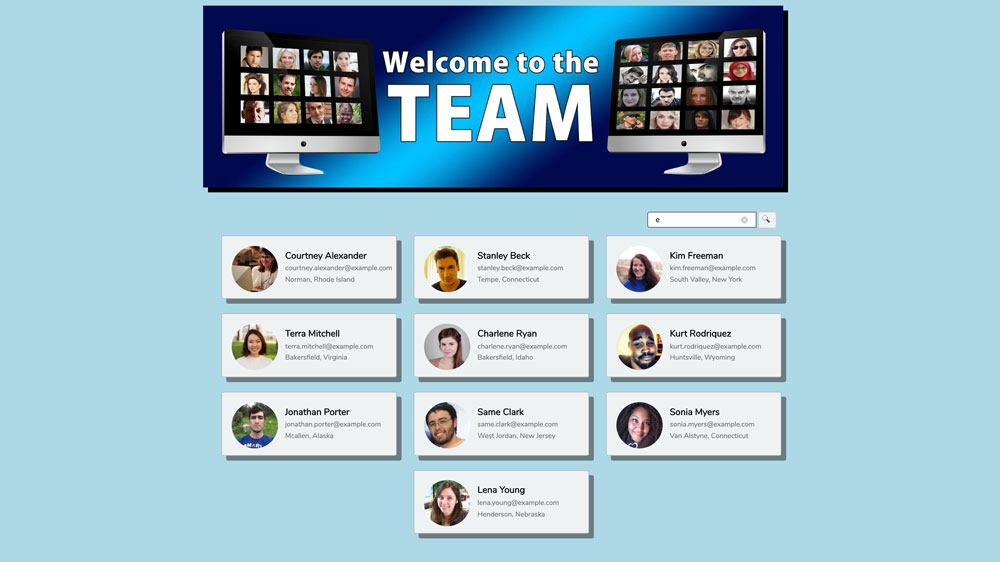 Welcome to the
TEAM
e
Courtney Alexander
courtney.alexander@example.com
Norman, Rhode Island
Stanley Beck
stanley.beck@example.com
Tempe, Connecticut
Kim Freeman
kim.freeman@example.com
South Valley, New York
Terra Mitchell
terra.mitchell@example.com
Bakersfield, Virginia
Charlene Ryan
charlene.ryan@example.com
Bakersfield, Idaho
Kurt Rodriquez
kurt.rodriquez@example.com
Huntsville, Wyoming
Jonathan Porter
jonathan.porter@example.com
Mcallen, Alaska
Same Clark
same.clark@example.com
West Jordan, New Jersey
Sonia Myers
sonia.myers@example.com
Van Alstyne, Connecticut
Lena Young
lena.young@example.com
Henderson, Nebraska